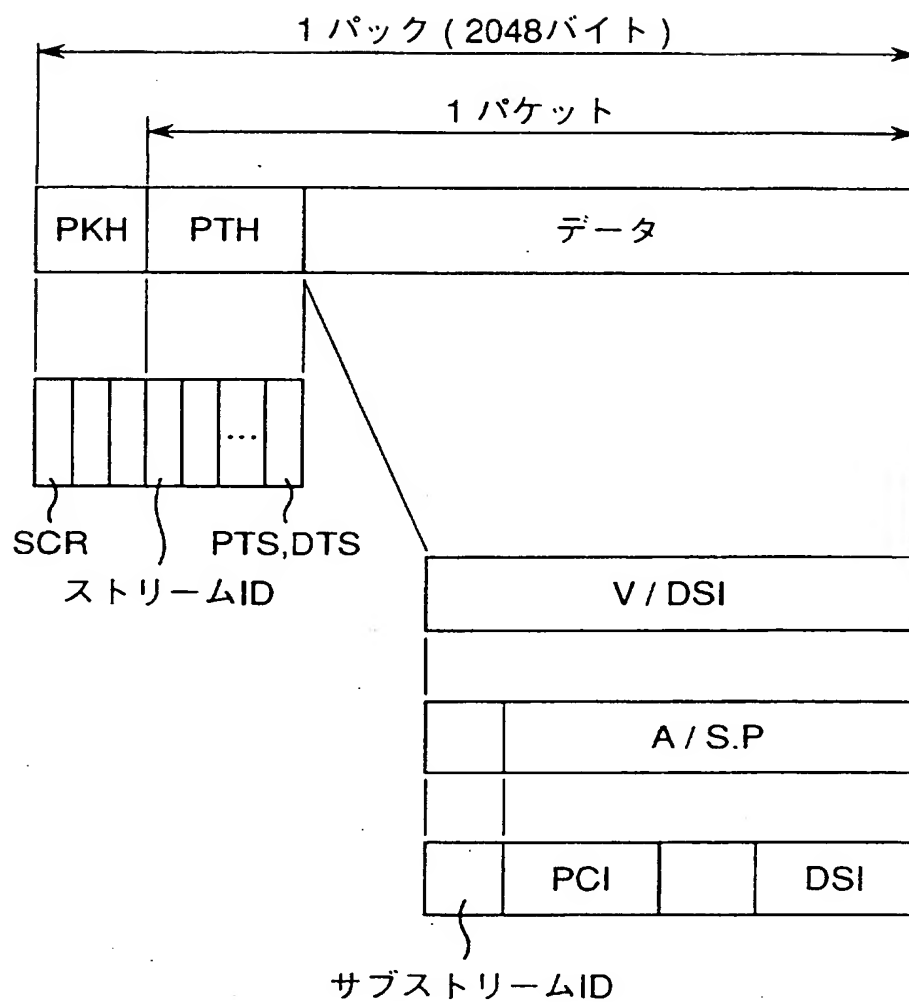 1 パック ( 2048バイト )
1 パケット
PKH PTH データ
...
SCR PTS,DTS
ストリームID
V / DSI
A / S.P
PCI DSI
サブストリームID